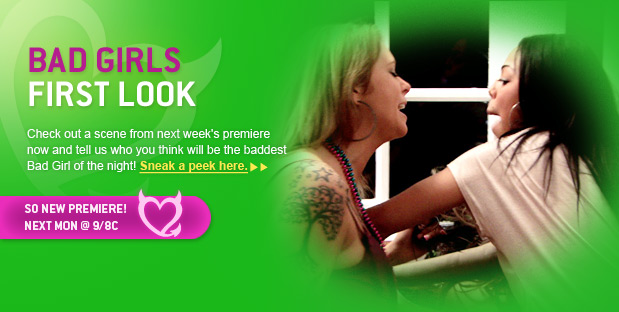 BAD GIRLS
FIRST LOOK
Check out a scene from next week's premiere
now and tell us who you think will be the baddest
Bad Girl of the night! Sneak a peek here.
SO NEW PREMIERE!
NEXT MON @ 9/8C